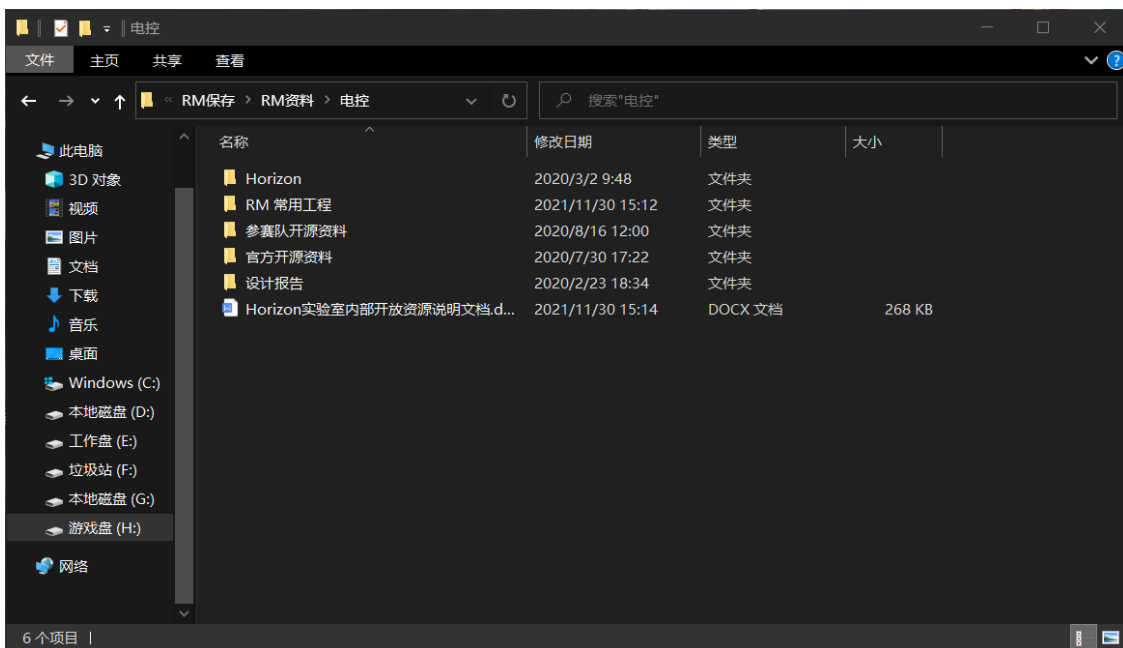 电控
文件 主页 共享 查看
« RM保存 > RM资料 > 电控 搜索"电控"
名称 修改日期 类型 大小
此电脑
3D 对象
视频
图片
文档
下载
音乐
桌面
Windows (C:)
本地磁盘 (D:)
工作盘 (E:)
垃圾站 (F:)
本地磁盘 (G:)
游戏盘 (H:)
网络
Horizon 2020/3/2 9:48 文件夹
RM 常用工程 2021/11/30 15:12 文件夹
参赛队开源资料 2020/8/16 12:00 文件夹
官方开源资料 2020/7/30 17:22 文件夹
设计报告 2020/2/23 18:34 文件夹
Horizon实验室内部开放资源说明文档.d... 2021/11/30 15:14 DOCX 文档 268 KB
6 个项目